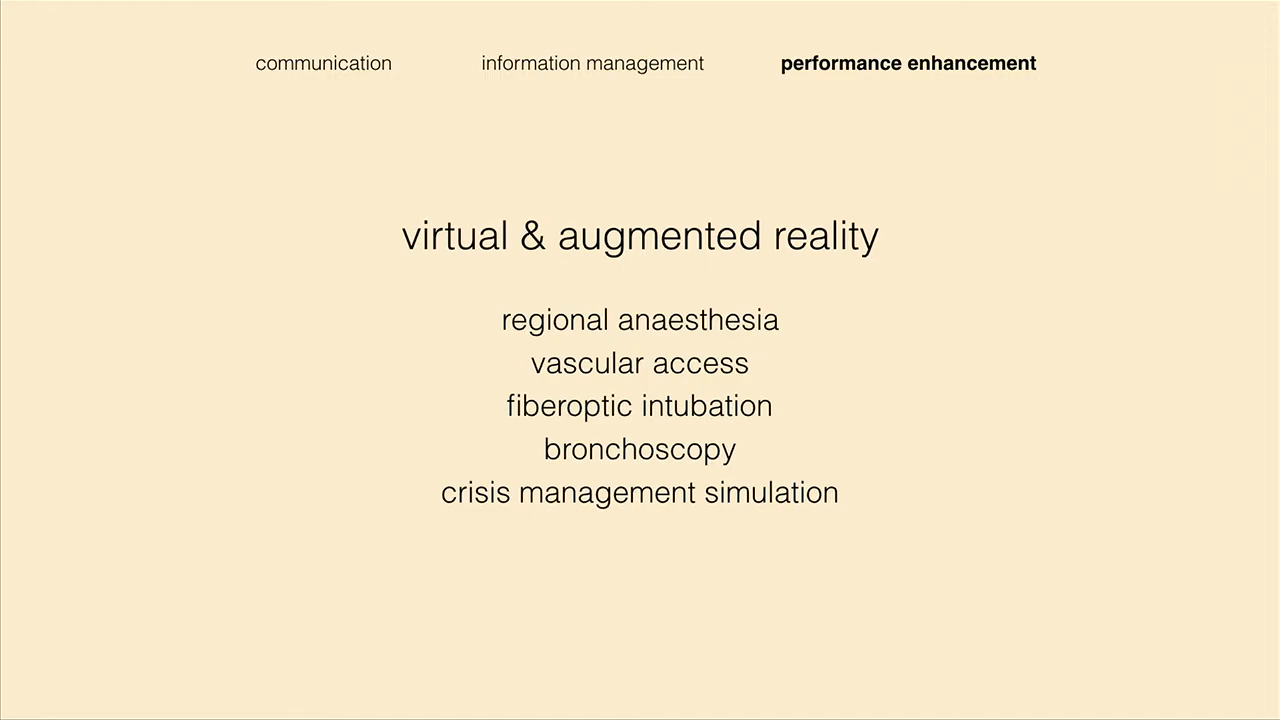 communication information management performance enhancement
virtual & augmented reality
regional anaesthesia
vascular access
fiberoptic intubation
bronchoscopy
crisis management simulation